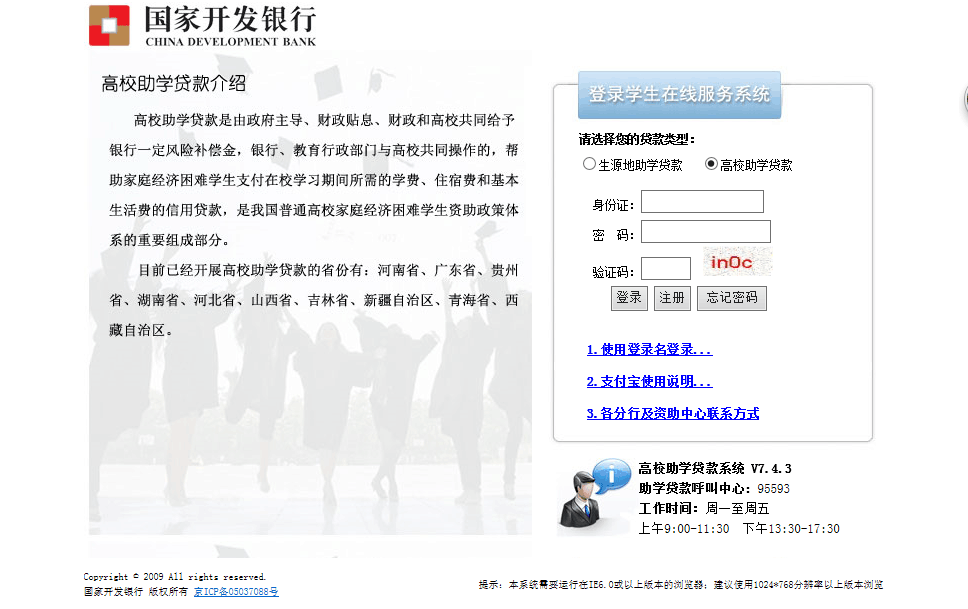 国家开发银行
CHINA DEVELOPMENT BANK
高校助学贷款介绍
高校助学贷款是由政府主导、财政贴息、财政和高校共同给予
银行一定风险补偿金，银行、教育行政部门与高校共同操作的，帮
助家庭经济困难学生支付在校学习期间所需的学费、住宿费和基本
生活费的信用贷款，是我国普通高校家庭经济困难学生资助政策体
系的重要组成部分。
目前已经开展高校助学贷款的省份有：河南省、广东省、贵州
省、湖南省、河北省、山西省、吉林省、新疆自治区、青海省、西
藏自治区。
登录学生在线服务系统
请选择您的贷款类型：
生源地助学贷款 高校助学贷款
身份证：
密 码：
验证码： inOc
登录 注册 忘记密码
1.使用登录名登录...
2.支付宝使用说明...
3.各分行及资助中心联系方式
高校助学贷款系统 V7.4.3
助学贷款呼叫中心：95593
工作时间：周一至周五
上午9:00-11:30 下午13:30-17:30
Copyright © 2009 All rights reserved.
国家开发银行 版权所有 京ICP备05037088号
提示：本系统需要运行在IE6.0或以上版本的浏览器；建议使用1024*768分辨率以上版本浏览